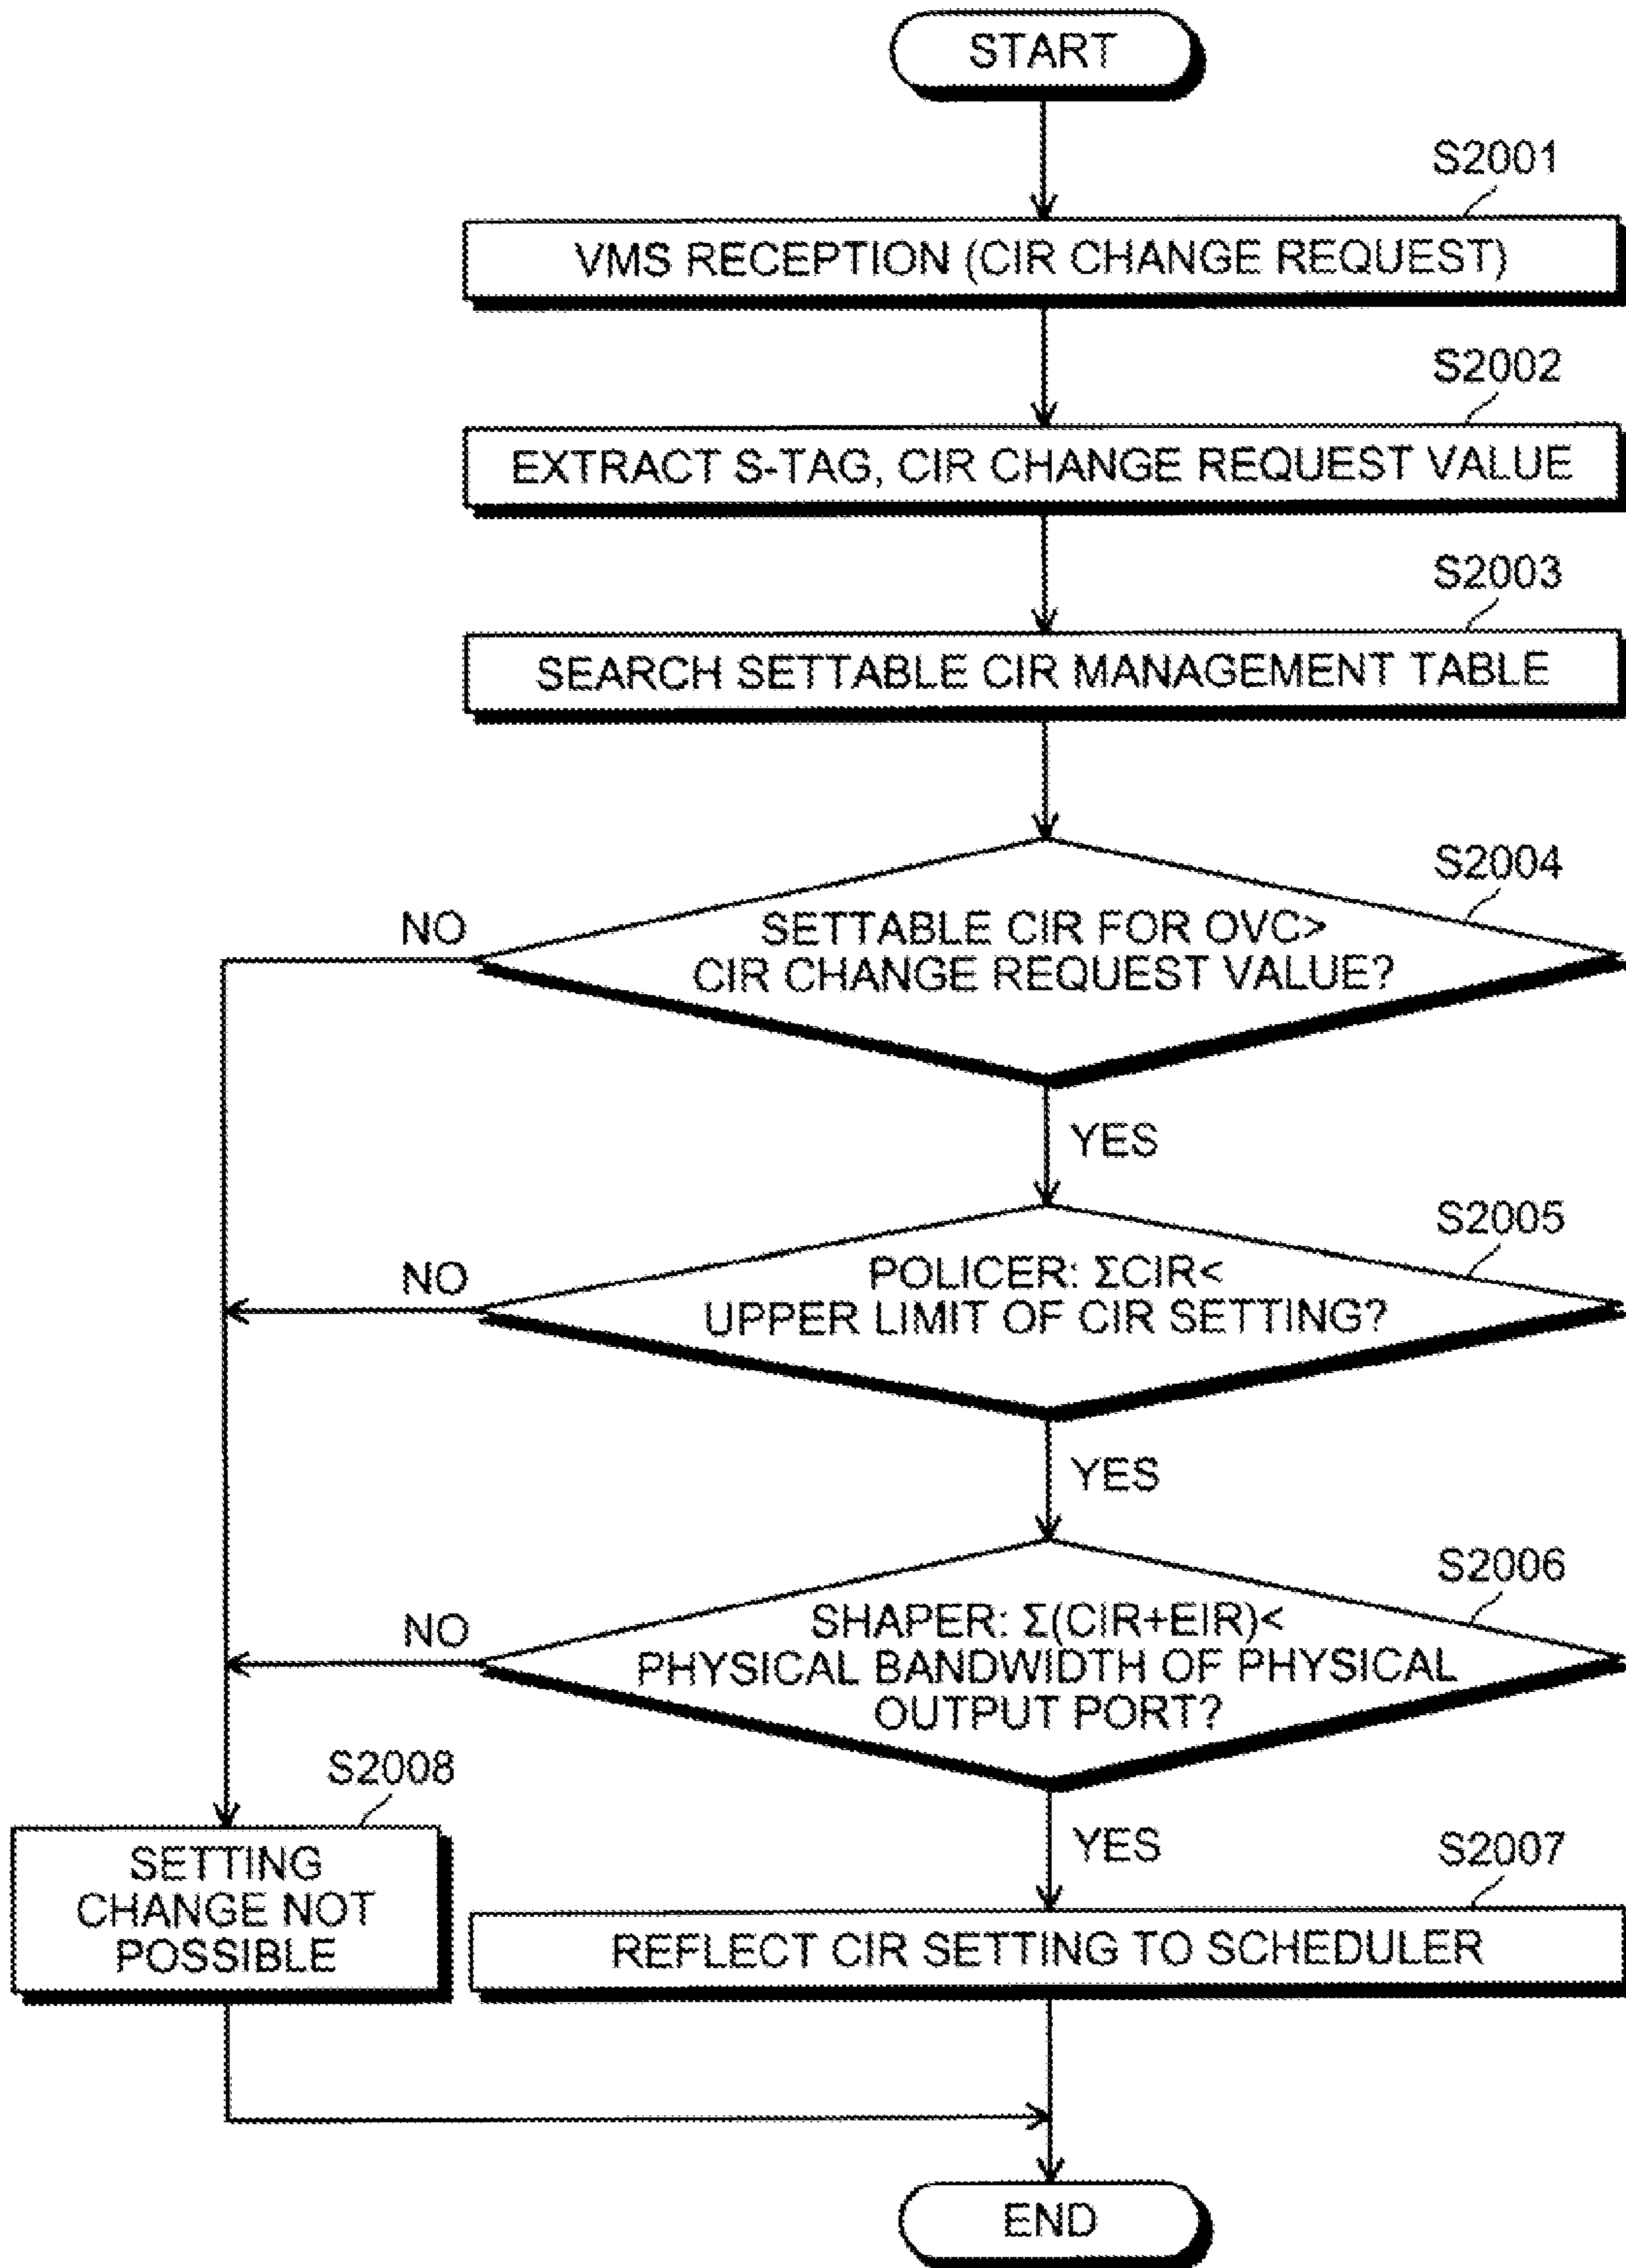 START
S2001
VMS RECEPTION (CIR CHANGE REQUEST)
S2002
EXTRACT S-TAG, CIR CHANGE REQUEST VALUE
S2003
SEARCH SETTABLE CIR MANAGEMENT TABLE
S2004
NO
SETTABLE CIR FOR OVC>
CIR CHANGE REQUEST VALUE?
YES
S2005
NO
POLICER: ΣCIR<
UPPER LIMIT OF CIR SETTING?
YES
S2006
NO
SHAPER: Σ(CIR+EIR)<
PHYSICAL BANDWIDTH OF PHYSICAL
OUTPUT PORT?
YES
S2008
SETTING
CHANGE NOT
POSSIBLE
S2007
REFLECT CIR SETTING TO SCHEDULER
END